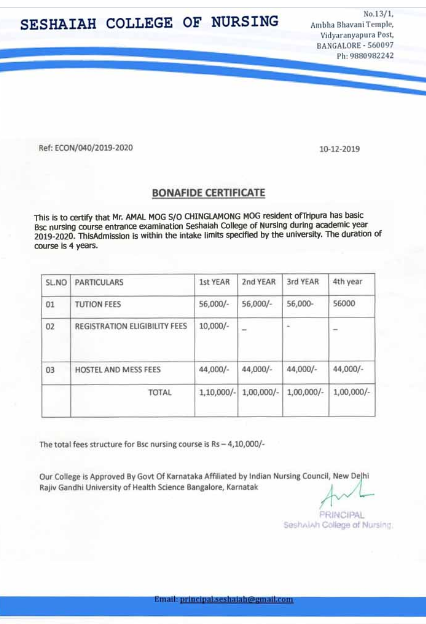 SESHAIAH COLLEGE OF NURSING
No.13/1,
Ambha Bhavani Temple,
Vidyaranyapura Post,
BANGALORE - 560097
Ph: 9880982242
Ref: ECON/040/2019-2020
10-12-2019
BONAFIDE CERTIFICATE
This is to certify that Mr. AMAL MOG S/O CHINGLAMONG MOG resident ofTripura has basic
Bsc nursing course entrance examination Seshaiah College of Nursing during academic year
2019-2020. ThisAdmission is within the intake limits specified by the university. The duration of
course is 4 years.
SL.NO PARTICULARS 1st YEAR 2nd YEAR 3rd YEAR 4th year
01 TUTION FEES 56,000/- 56,000/- 56,000- 56000
02 REGISTRATION ELIGIBILITY FEES 10,000/- _ - _
03 HOSTEL AND MESS FEES 44,000/- 44,000/- 44,000/- 44,000/-
TOTAL 1,10,000/- 1,00,000/- 1,00,000/- 1,00,000/-
The total fees structure for Bsc nursing course is Rs – 4,10,000/-
Our College is Approved By Govt Of Karnataka Affiliated by Indian Nursing Council, New Delhi
Rajiv Gandhi University of Health Science Bangalore, Karnatak
PRINCIPAL
Seshaiah College of Nursing
Email: principal.seshaiah@gmail.com